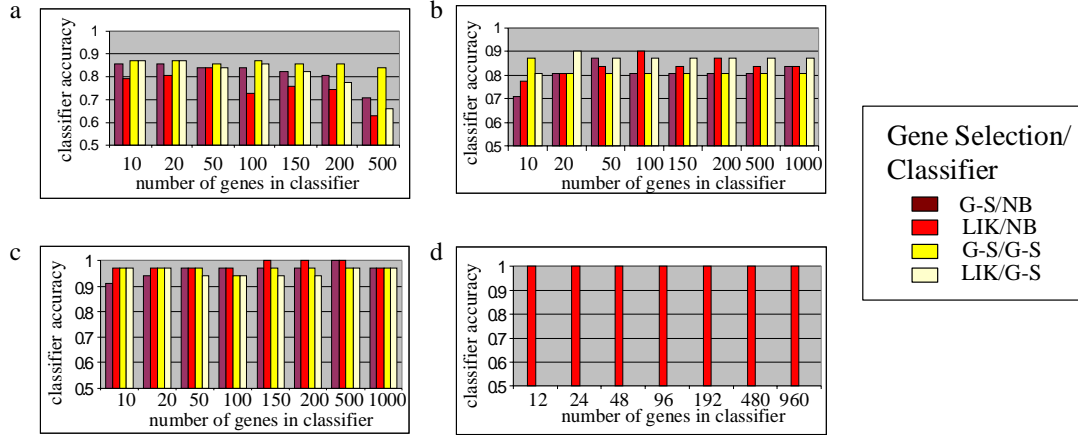 a
classifier accuracy
1
0.9
0.8
0.7
0.6
0.5
10 20 50 100 150 200 500
number of genes in classifier
b
classifier accuracy
1
0.9
0.8
0.7
0.6
0.5
10 20 50 100 150 200 500 1000
number of genes in classifier
c
classifier accuracy
1
0.9
0.8
0.7
0.6
0.5
10 20 50 100 150 200 500 1000
number of genes in classifier
d
classifier accuracy
1
0.9
0.8
0.7
0.6
0.5
12 24 48 96 192 480 960
number of genes in classifier
Gene Selection/
Classifier
G-S/NB
LIK/NB
G-S/G-S
LIK/G-S